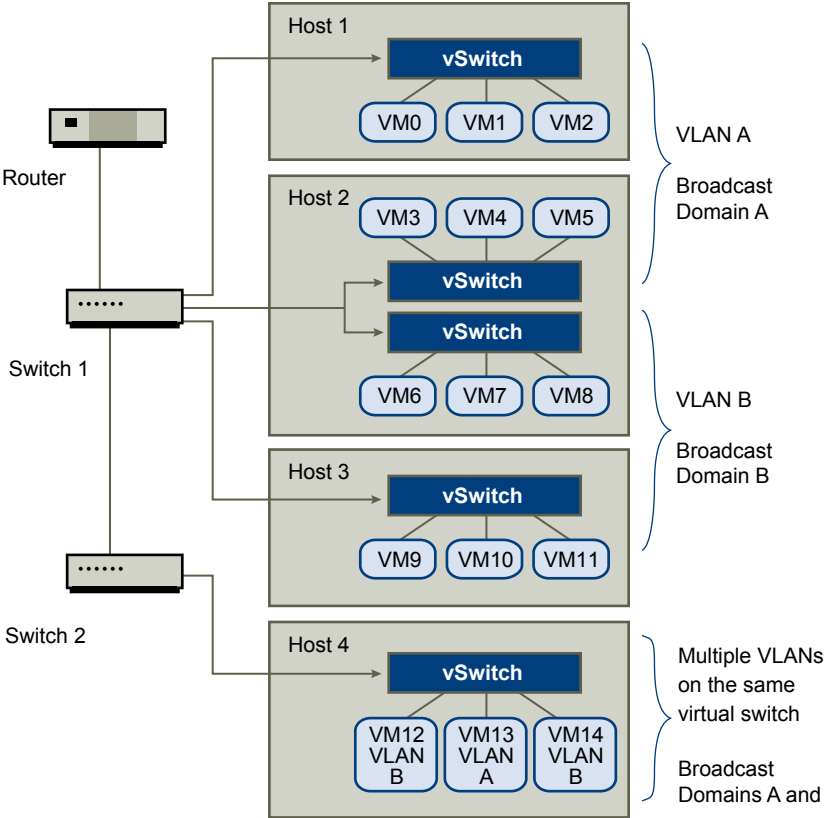 Host 1
vSwitch
VM0
VM1
VM2
VLAN A
Broadcast
Domain A
Router
Host 2
VM3
VM4
VM5
vSwitch
vSwitch
VM6
VM7
VM8
Switch 1
VLAN B
Broadcast
Domain B
Host 3
vSwitch
VM9
VM10
VM11
Switch 2
Host 4
vSwitch
VM12
VLAN
B
VM13
VLAN
A
VM14
VLAN
B
Multiple VLANs
on the same
virtual switch
Broadcast
Domains A and